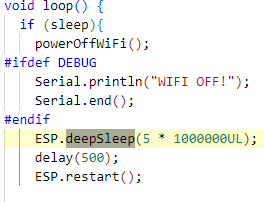 void loop() {
  if (sleep){
    powerOffWiFi();
#ifdef DEBUG
    Serial.println("WIFI OFF!");
    Serial.end();
#endif
    ESP.deepSleep(5 * 1000000UL);
    delay(500);
    ESP.restart();